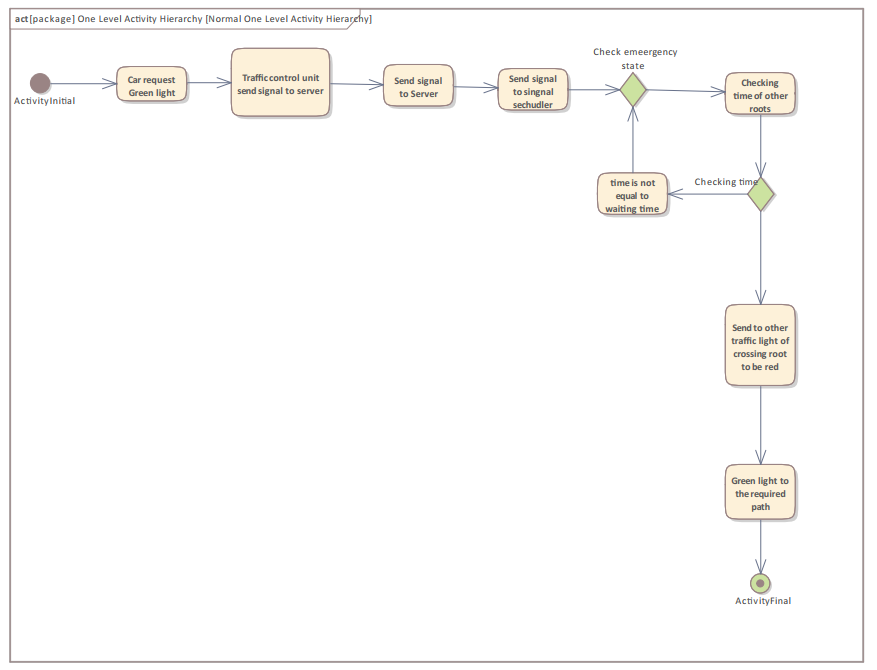 act[package] One Level Activity Hierarchy [Normal One Level Activity Hierarchy]
ActivityInitial
Car request
Green light
Traffic control unit
send signal to server
Send signal
to Server
Send signal
to singnal
sechudler
Check emeergency
state
Checking
time of other
roots
time is not
equal to
waiting time
Checking time
Send to other
traffic light of
crossing root
to be red
Green light to
the required
path
ActivityFinal